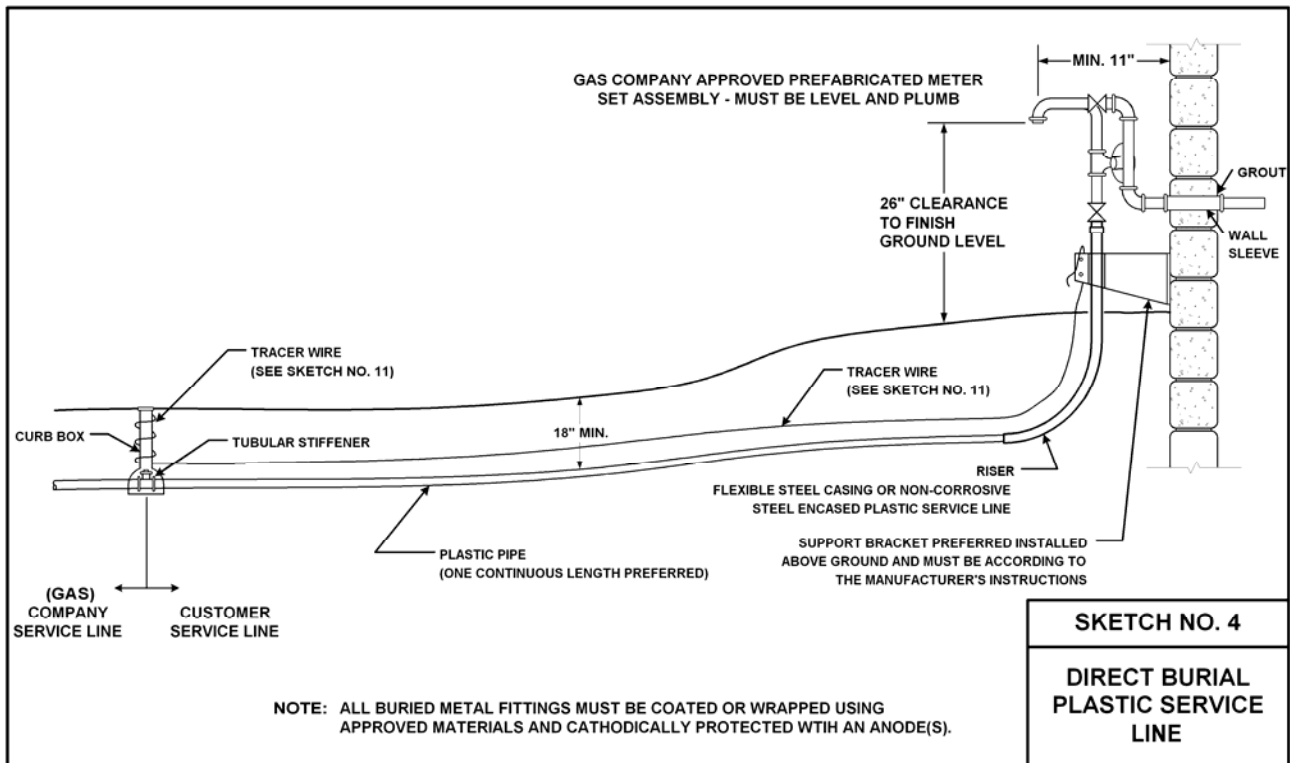 MIN. 11"
GAS COMPANY APPROVED PREFABRICATED METER
SET ASSEMBLY - MUST BE LEVEL AND PLUMB
GROUT
26" CLEARANCE
TO FINISH
GROUND LEVEL
WALL
SLEEVE
TRACER WIRE
(SEE SKETCH NO. 11)
TRACER WIRE
(SEE SKETCH NO. 11)
CURB BOX
TUBULAR STIFFENER
18" MIN.
RISER
FLEXIBLE STEEL CASING OR NON-CORROSIVE
STEEL ENCASED PLASTIC SERVICE LINE
SUPPORT BRACKET PREFERRED INSTALLED
ABOVE GROUND AND MUST BE ACCORDING TO
THE MANUFACTURER'S INSTRUCTIONS
PLASTIC PIPE
(ONE CONTINUOUS LENGTH PREFERRED)
(GAS)
COMPANY
SERVICE LINE
CUSTOMER
SERVICE LINE
SKETCH NO. 4
DIRECT BURIAL
PLASTIC SERVICE
LINE
NOTE: ALL BURIED METAL FITTINGS MUST BE COATED OR WRAPPED USING
APPROVED MATERIALS AND CATHODICALLY PROTECTED WTIH AN ANODE(S).